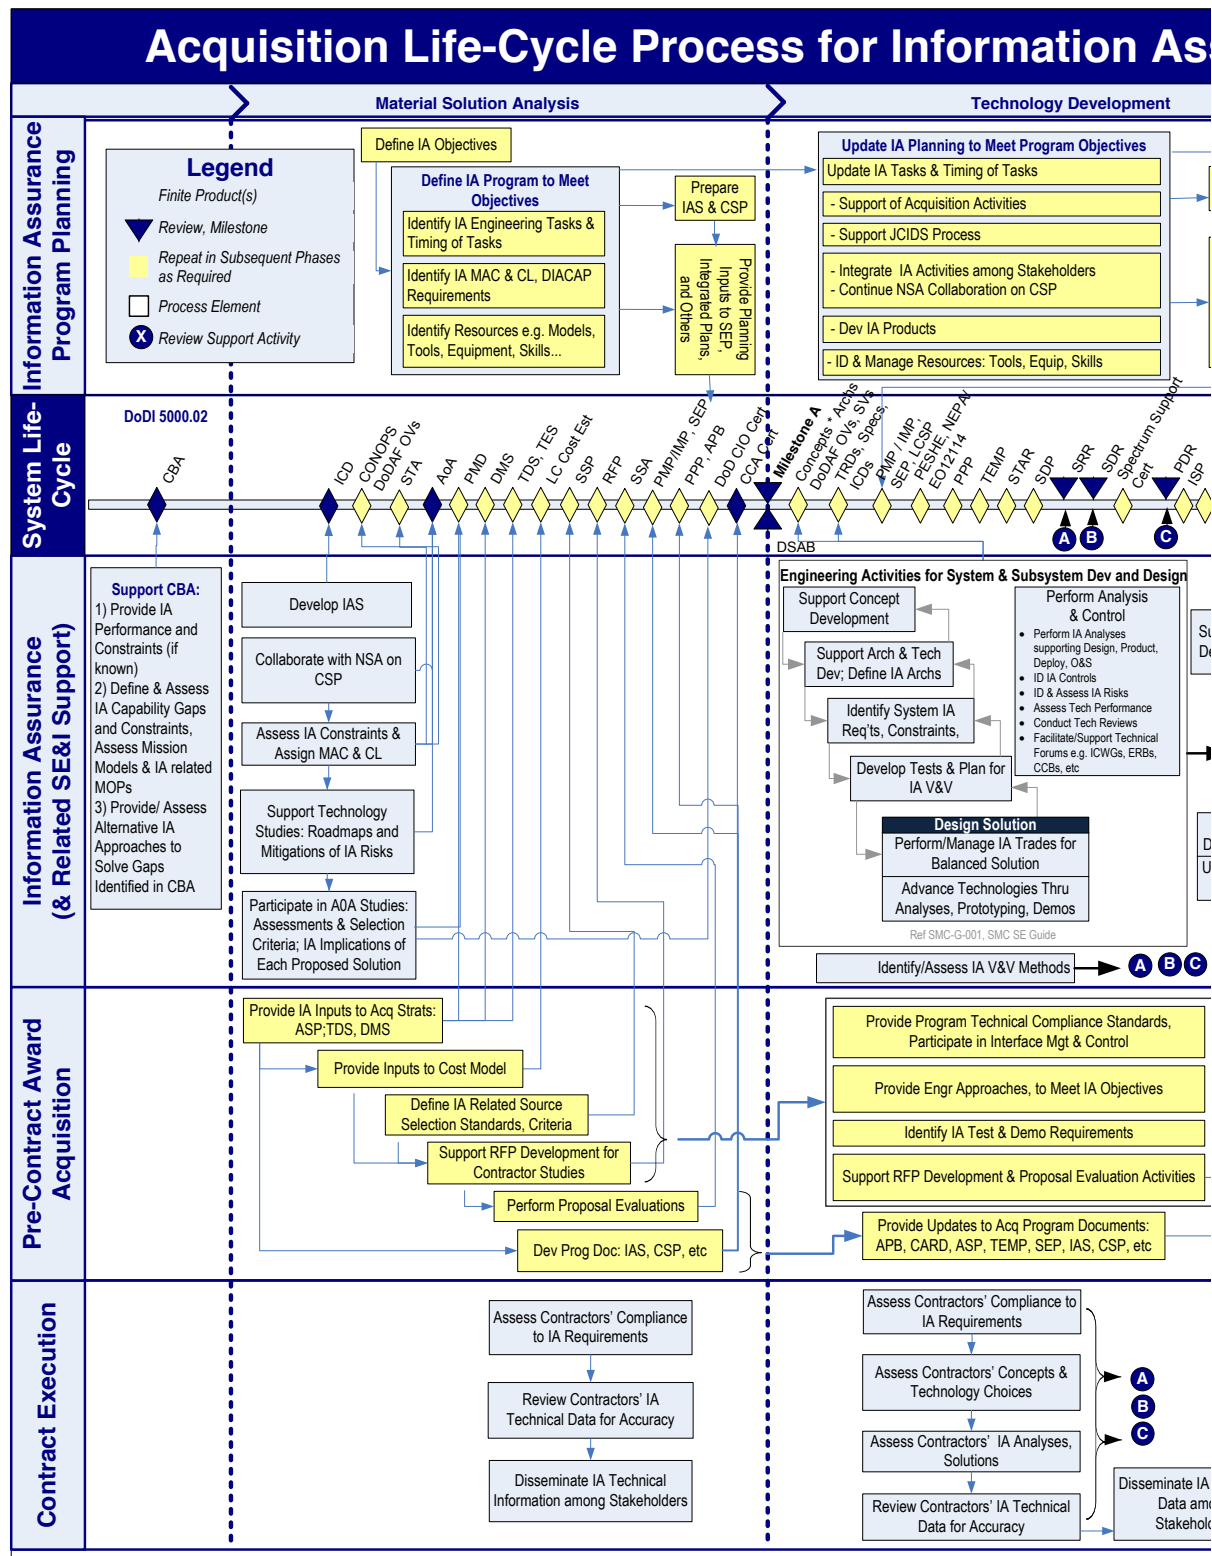 Acquisition Life-Cycle Process for Information Ass
Material Solution Analysis
Technology Development
Information Assurance
Program Planning
Legend
Finite Product(s)
Review, Milestone
Repeat in Subsequent Phases
as Required
Process Element
X
Review Support Activity
Define IA Objectives
Define IA Program to Meet
Objectives
Identify IA Engineering Tasks &
Timing of Tasks
Identify IA MAC & CL, DIACAP
Requirements
Identify Resources e.g. Models,
Tools, Equipment, Skills...
Prepare
IAS & CSP
Provide Planning
Inputs to SEP,
Integrated Plans,
and Others
Update IA Planning to Meet Program Objectives
Update IA Tasks & Timing of Tasks
- Support of Acquisition Activities
- Support JCIDS Process
- Integrate IA Activities among Stakeholders
- Continue NSA Collaboration on CSP
- Dev IA Products
- ID & Manage Resources: Tools, Equip, Skills
System Life-
Cycle
DoDI 5000.02
CBA
ICD
CONOPS
DoDAF OVs
STA
AoA
PMD
DMS
TDS, TES
LC Cost Est
SSP
RFP
SSA
PMP/IMP, SEP
PPP, APB
DoD CIO Cert
CCA Cert
Milestone A
Concepts * Archs
DoDAF OVs, SVs
TRDs, Specs,
ICDs
PMP / IMP,
SEP, LCSP
PESHE, NEPA/
EO12114
PPP
TEMP
STAR
SDP
SRR
SDR
Spectrum Support
Cert
PDR
ISP
A
B
C
DSAB
Information Assurance
(& Related SE&I Support)
Support CBA:
1) Provide IA
Performance and
Constraints (if
known)
2) Define & Assess
IA Capability Gaps
and Constraints,
Assess Mission
Models & IA related
MOPs
3) Provide/ Assess
Alternative IA
Approaches to
Solve Gaps
Identified in CBA
Develop IAS
Collaborate with NSA on
CSP
Assess IA Constraints &
Assign MAC & CL
Support Technology
Studies: Roadmaps and
Mitigations of IA Risks
Participate in A0A Studies:
Assessments & Selection
Criteria; IA Implications of
Each Proposed Solution
Engineering Activities for System & Subsystem Dev and Design
Support Concept
Development
Support Arch & Tech
Dev; Define IA Archs
Identify System IA
Req'ts, Constraints,
Develop Tests & Plan for
IA V&V
Design Solution
Perform/Manage IA Trades for
Balanced Solution
Advance Technologies Thru
Analyses, Prototyping, Demos
Ref SMC-G-001, SMC SE Guide
Perform Analysis
& Control
• Perform IA Analyses
supporting Design, Product,
Deploy, O&S
• ID IA Controls
• ID & Assess IA Risks
• Assess Tech Performance
• Conduct Tech Reviews
• Facilitate/Support Technical
Forums e.g. ICWGs, ERBs,
CCBs, etc
Su
De
D
U
Identify/Assess IA V&V Methods
A B C
Pre-Contract Award
Acquisition
Provide IA Inputs to Acq Strats:
ASP;TDS, DMS
Provide Inputs to Cost Model
Define IA Related Source
Selection Standards, Criteria
Support RFP Development for
Contractor Studies
Perform Proposal Evaluations
Dev Prog Doc: IAS, CSP, etc
Provide Program Technical Compliance Standards,
Participate in Interface Mgt & Control
Provide Engr Approaches, to Meet IA Objectives
Identify IA Test & Demo Requirements
Support RFP Development & Proposal Evaluation Activities
Provide Updates to Acq Program Documents:
APB, CARD, ASP, TEMP, SEP, IAS, CSP, etc
Contract Execution
Assess Contractors' Compliance
to IA Requirements
Review Contractors' IA
Technical Data for Accuracy
Disseminate IA Technical
Information among Stakeholders
Assess Contractors' Compliance to
IA Requirements
Assess Contractors' Concepts &
Technology Choices
Assess Contractors' IA Analyses,
Solutions
Review Contractors' IA Technical
Data for Accuracy
A
B
C
Disseminate IA
Data amo
Stakehol